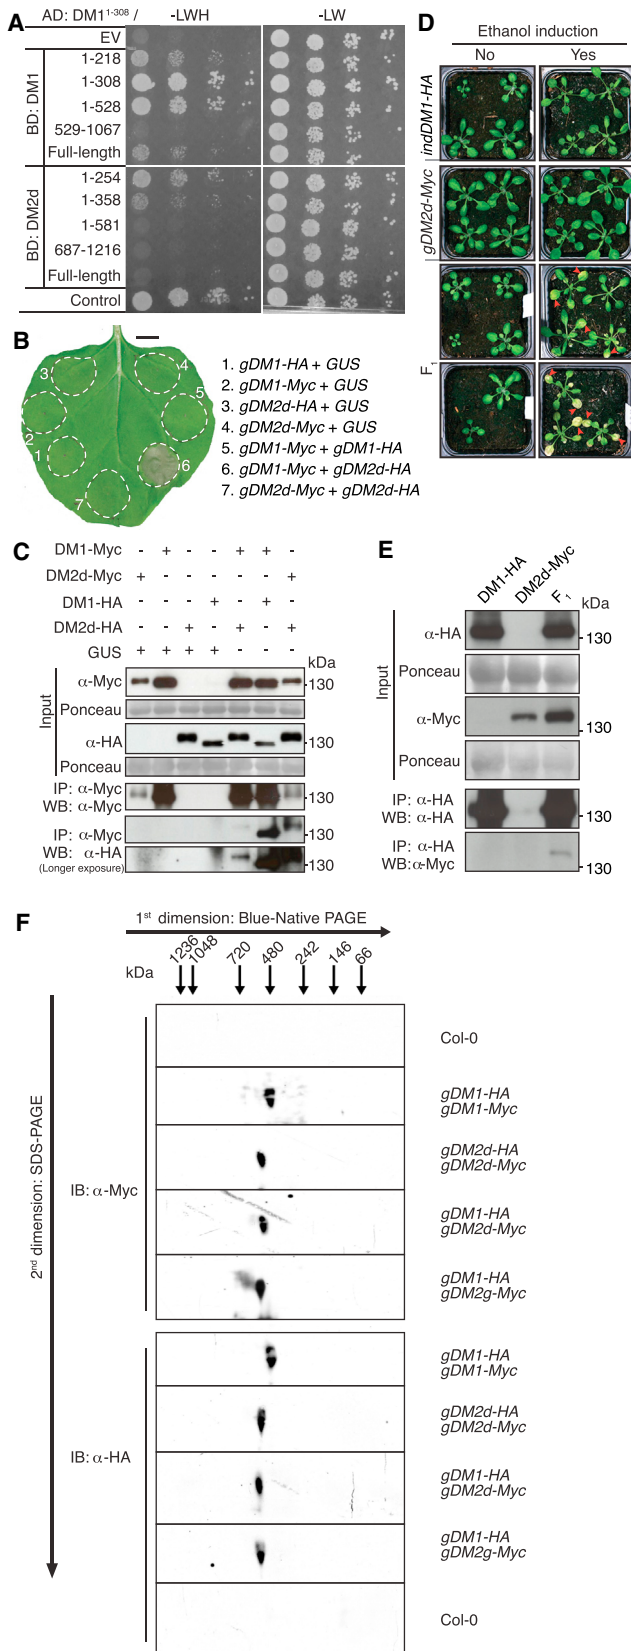 A
AD: DM1¹⁻³⁰⁸ / -LWH -LW
EV
BD: DM1
1-218
1-308
1-528
529-1067
Full-length
BD: DM2d
1-254
1-358
1-581
687-1216
Full-length
Control
B
1 2 3 4 5 6 7
1. gDM1-HA + GUS
2. gDM1-Myc + GUS
3. gDM2d-HA + GUS
4. gDM2d-Myc + GUS
5. gDM1-Myc + gDM1-HA
6. gDM1-Myc + gDM2d-HA
7. gDM2d-Myc + gDM2d-HA
C
DM1-Myc - + - - + + -
DM2d-Myc + - - - - - +
DM1-HA - - - + - + -
DM2d-HA - - + - + - +
GUS + + + + - - -
kDa
Input
α-Myc 130
Ponceau
α-HA 130
Ponceau
IP: α-Myc
WB: α-Myc 130
IP: α-Myc 130
WB: α-HA
(Longer exposure) 130
D
Ethanol induction
No Yes
indDM1-HA
gDM2d-Myc
F₁
E
DM1-HA DM2d-Myc F₁
kDa
Input
α-HA 130
Ponceau
α-Myc 130
Ponceau
IP: α-HA
WB: α-HA 130
IP: α-HA
WB:α-Myc 130
F
1ˢᵗ dimension: Blue-Native PAGE
kDa 1236 1048 720 480 242 146 66
2ⁿᵈ dimension: SDS-PAGE
IB: α-Myc
Col-0
gDM1-HA
gDM1-Myc
gDM2d-HA
gDM2d-Myc
gDM1-HA
gDM2d-Myc
gDM1-HA
gDM2g-Myc
IB: α-HA
gDM1-HA
gDM1-Myc
gDM2d-HA
gDM2d-Myc
gDM1-HA
gDM2d-Myc
gDM1-HA
gDM2g-Myc
Col-0